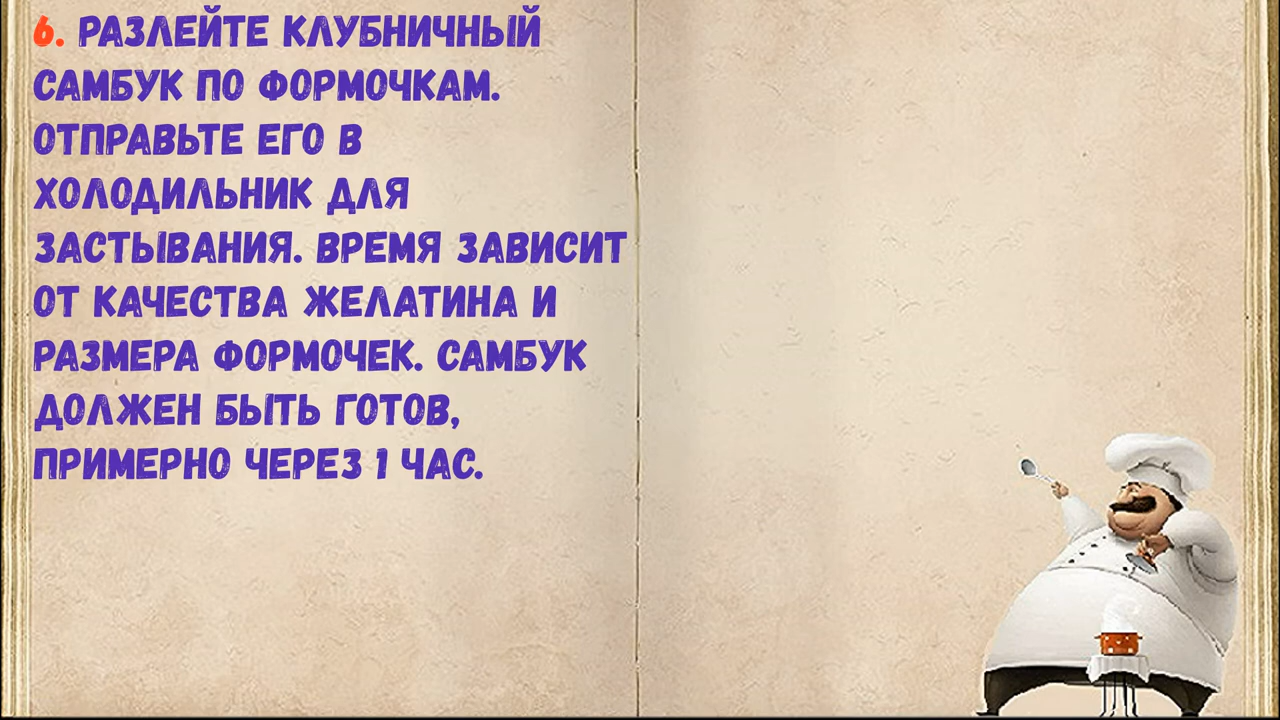 6. РАЗЛЕЙТЕ КЛУБНИЧНЫЙ
САМБУК ПО ФОРМОЧКАМ.
ОТПРАВЬТЕ ЕГО В
ХОЛОДИЛЬНИК ДЛЯ
ЗАСТЫВАНИЯ. ВРЕМЯ ЗАВИСИТ
ОТ КАЧЕСТВА ЖЕЛАТИНА И
РАЗМЕРА ФОРМОЧЕК. САМБУК
ДОЛЖЕН БЫТЬ ГОТОВ,
ПРИМЕРНО ЧЕРЕЗ 1 ЧАС.